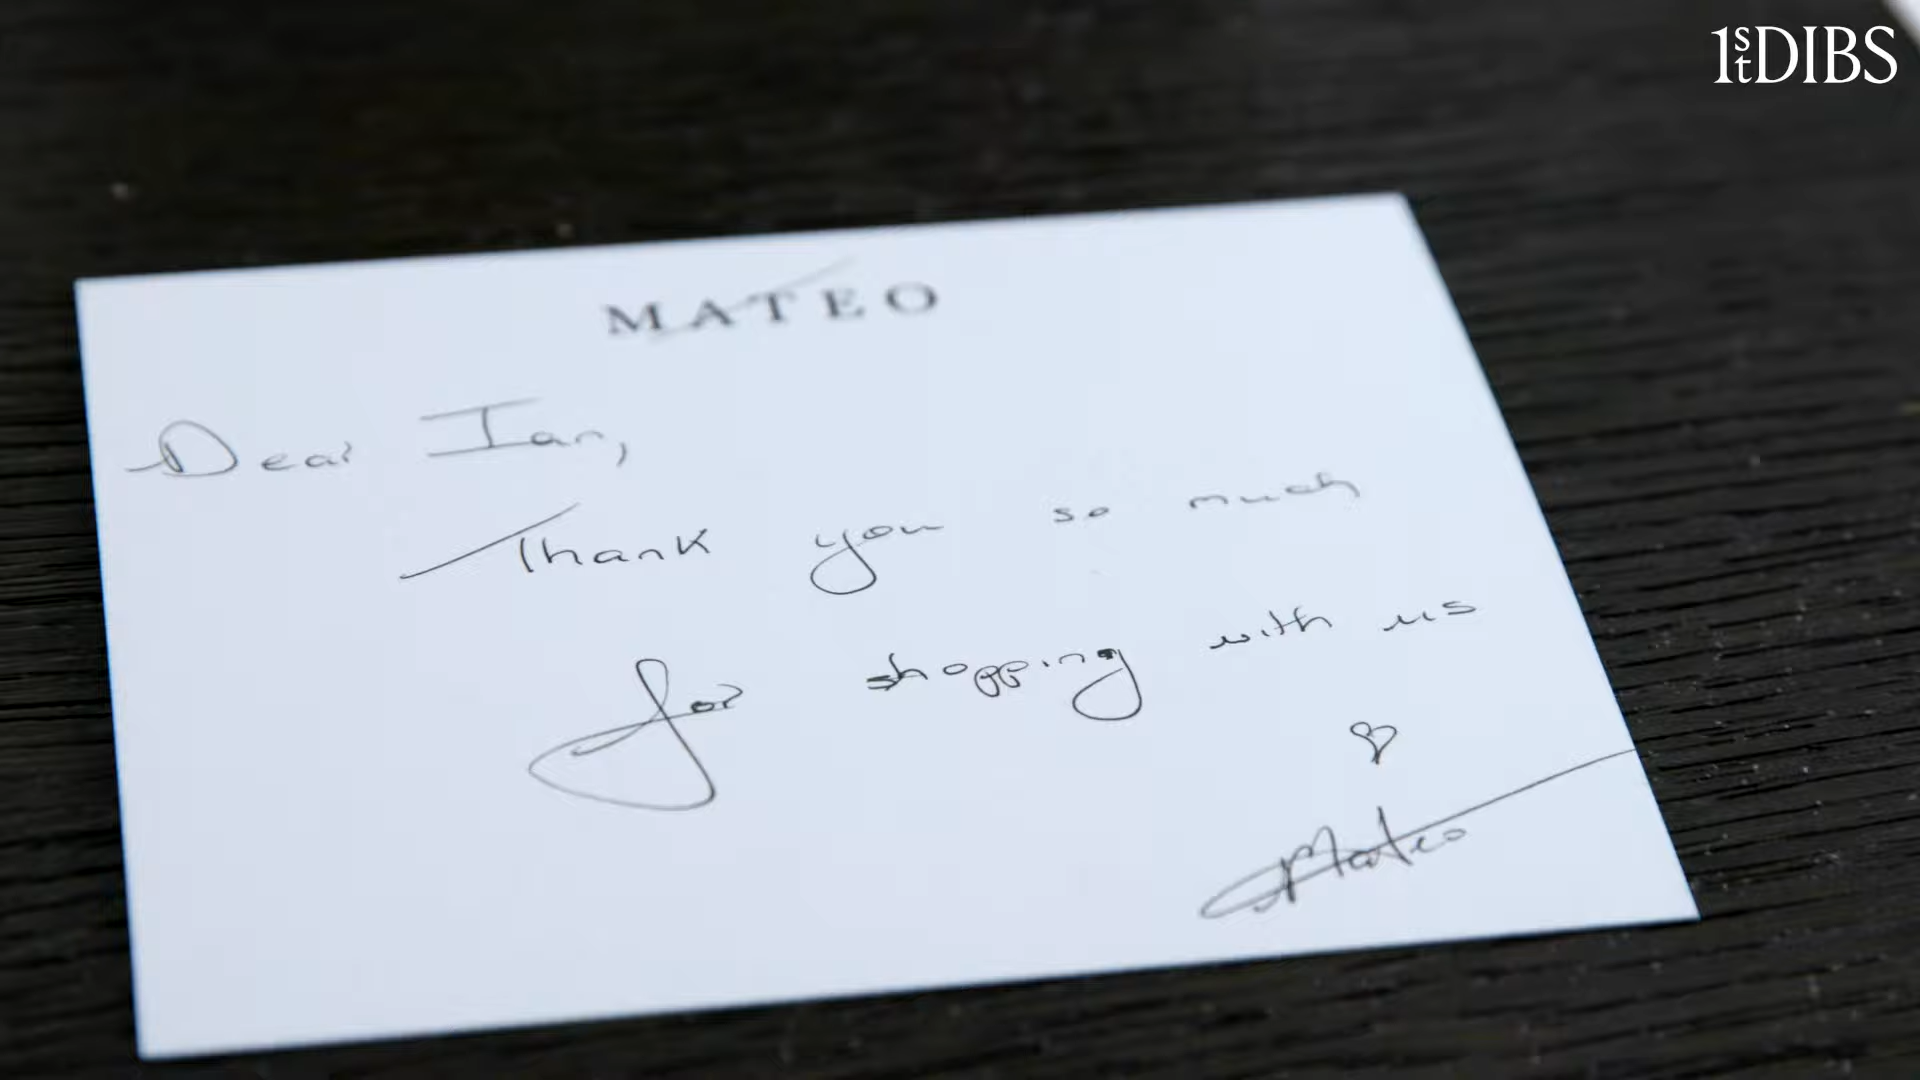 1stDIBS
MATEO
Dear Ian,
Thank you so much
for shopping with us
Mateo